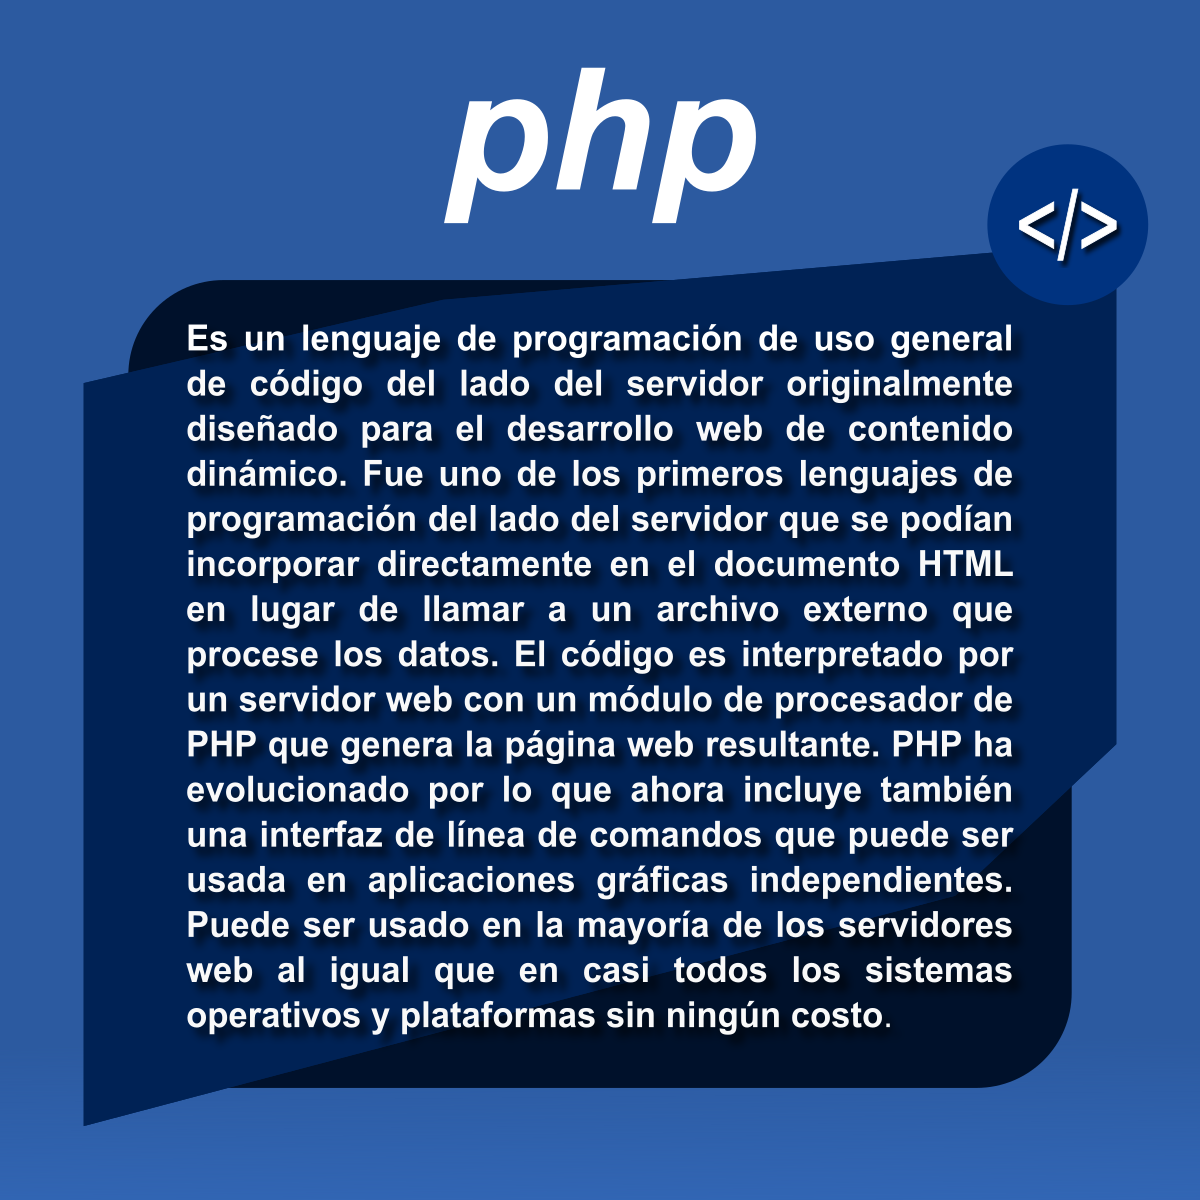 php
</>
Es un lenguaje de programación de uso general
de código del lado del servidor originalmente
diseñado para el desarrollo web de contenido
dinámico. Fue uno de los primeros lenguajes de
programación del lado del servidor que se podían
incorporar directamente en el documento HTML
en lugar de llamar a un archivo externo que
procese los datos. El código es interpretado por
un servidor web con un módulo de procesador de
PHP que genera la página web resultante. PHP ha
evolucionado por lo que ahora incluye también
una interfaz de línea de comandos que puede ser
usada en aplicaciones gráficas independientes.
Puede ser usado en la mayoría de los servidores
web al igual que en casi todos los sistemas
operativos y plataformas sin ningún costo.